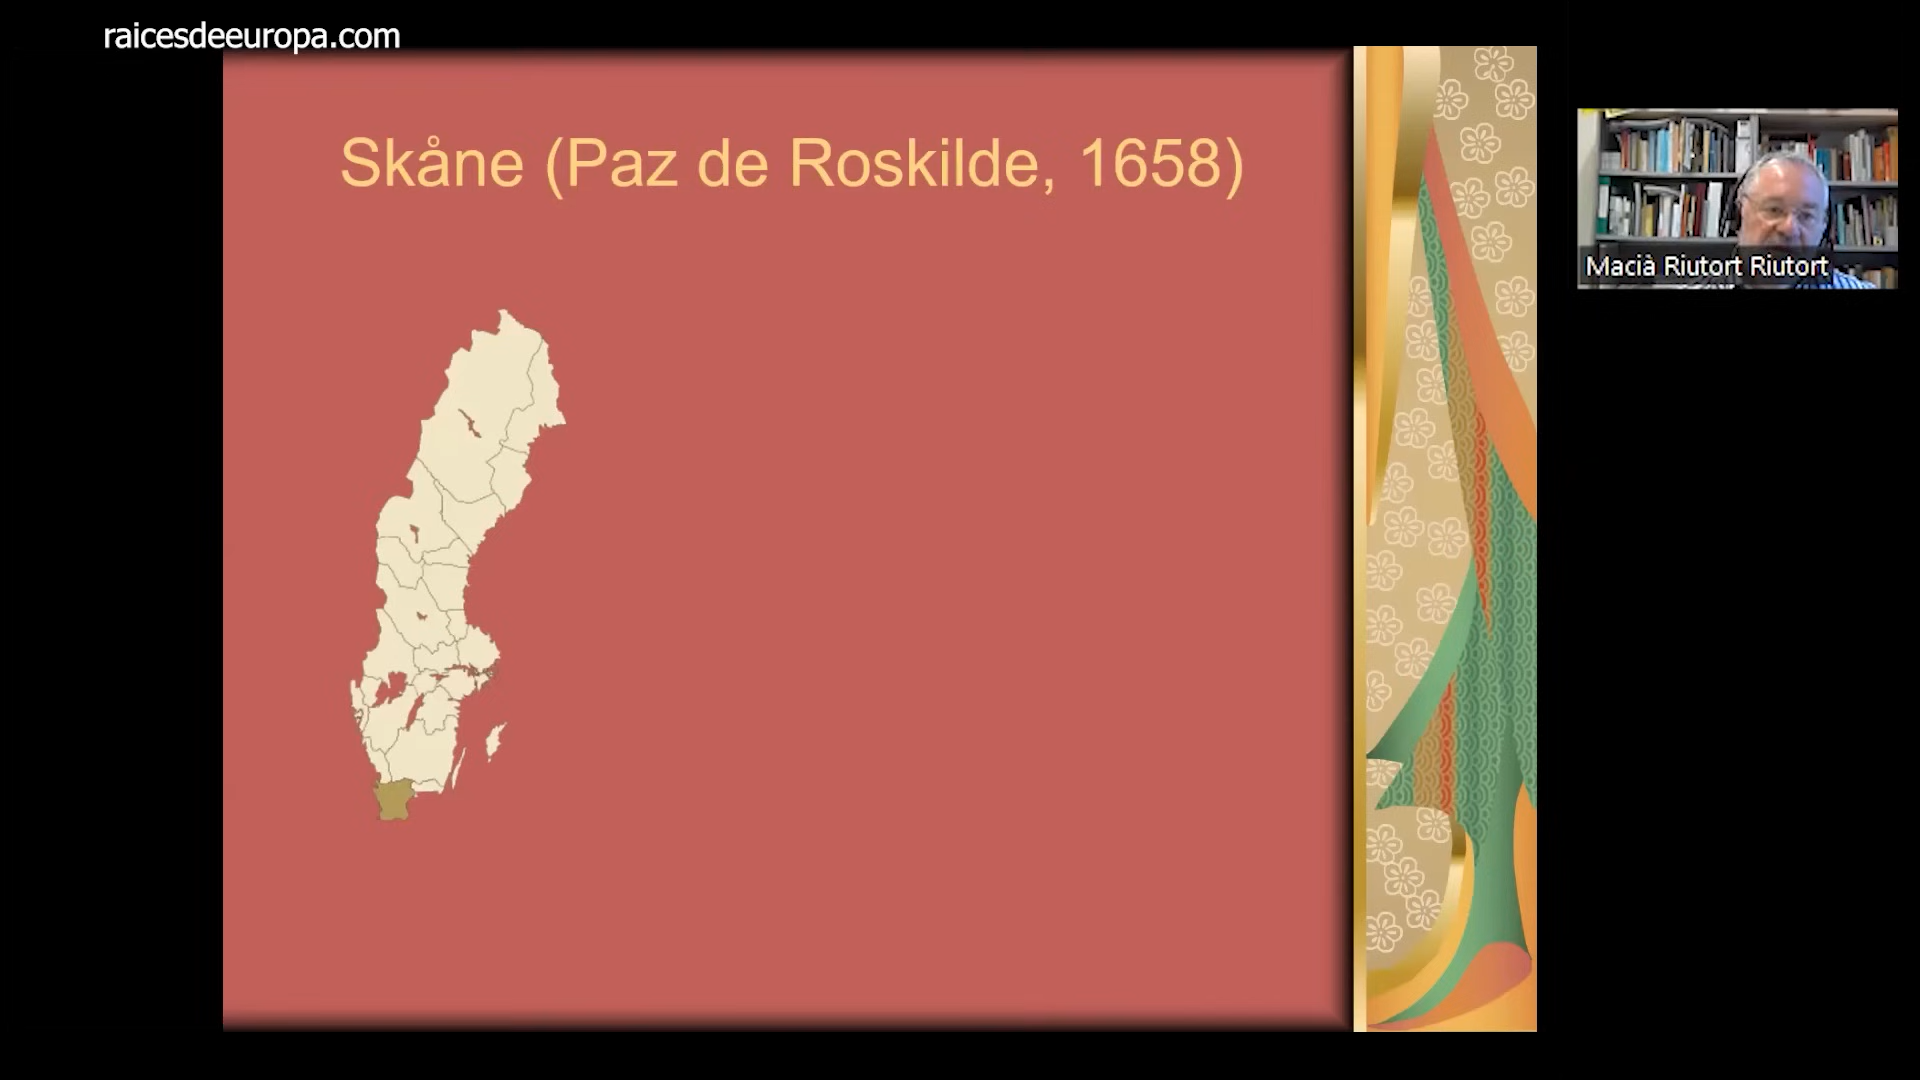 raicesdeeuropa.com
Skåne (Paz de Roskilde, 1658)
Macià Riutort Riutort